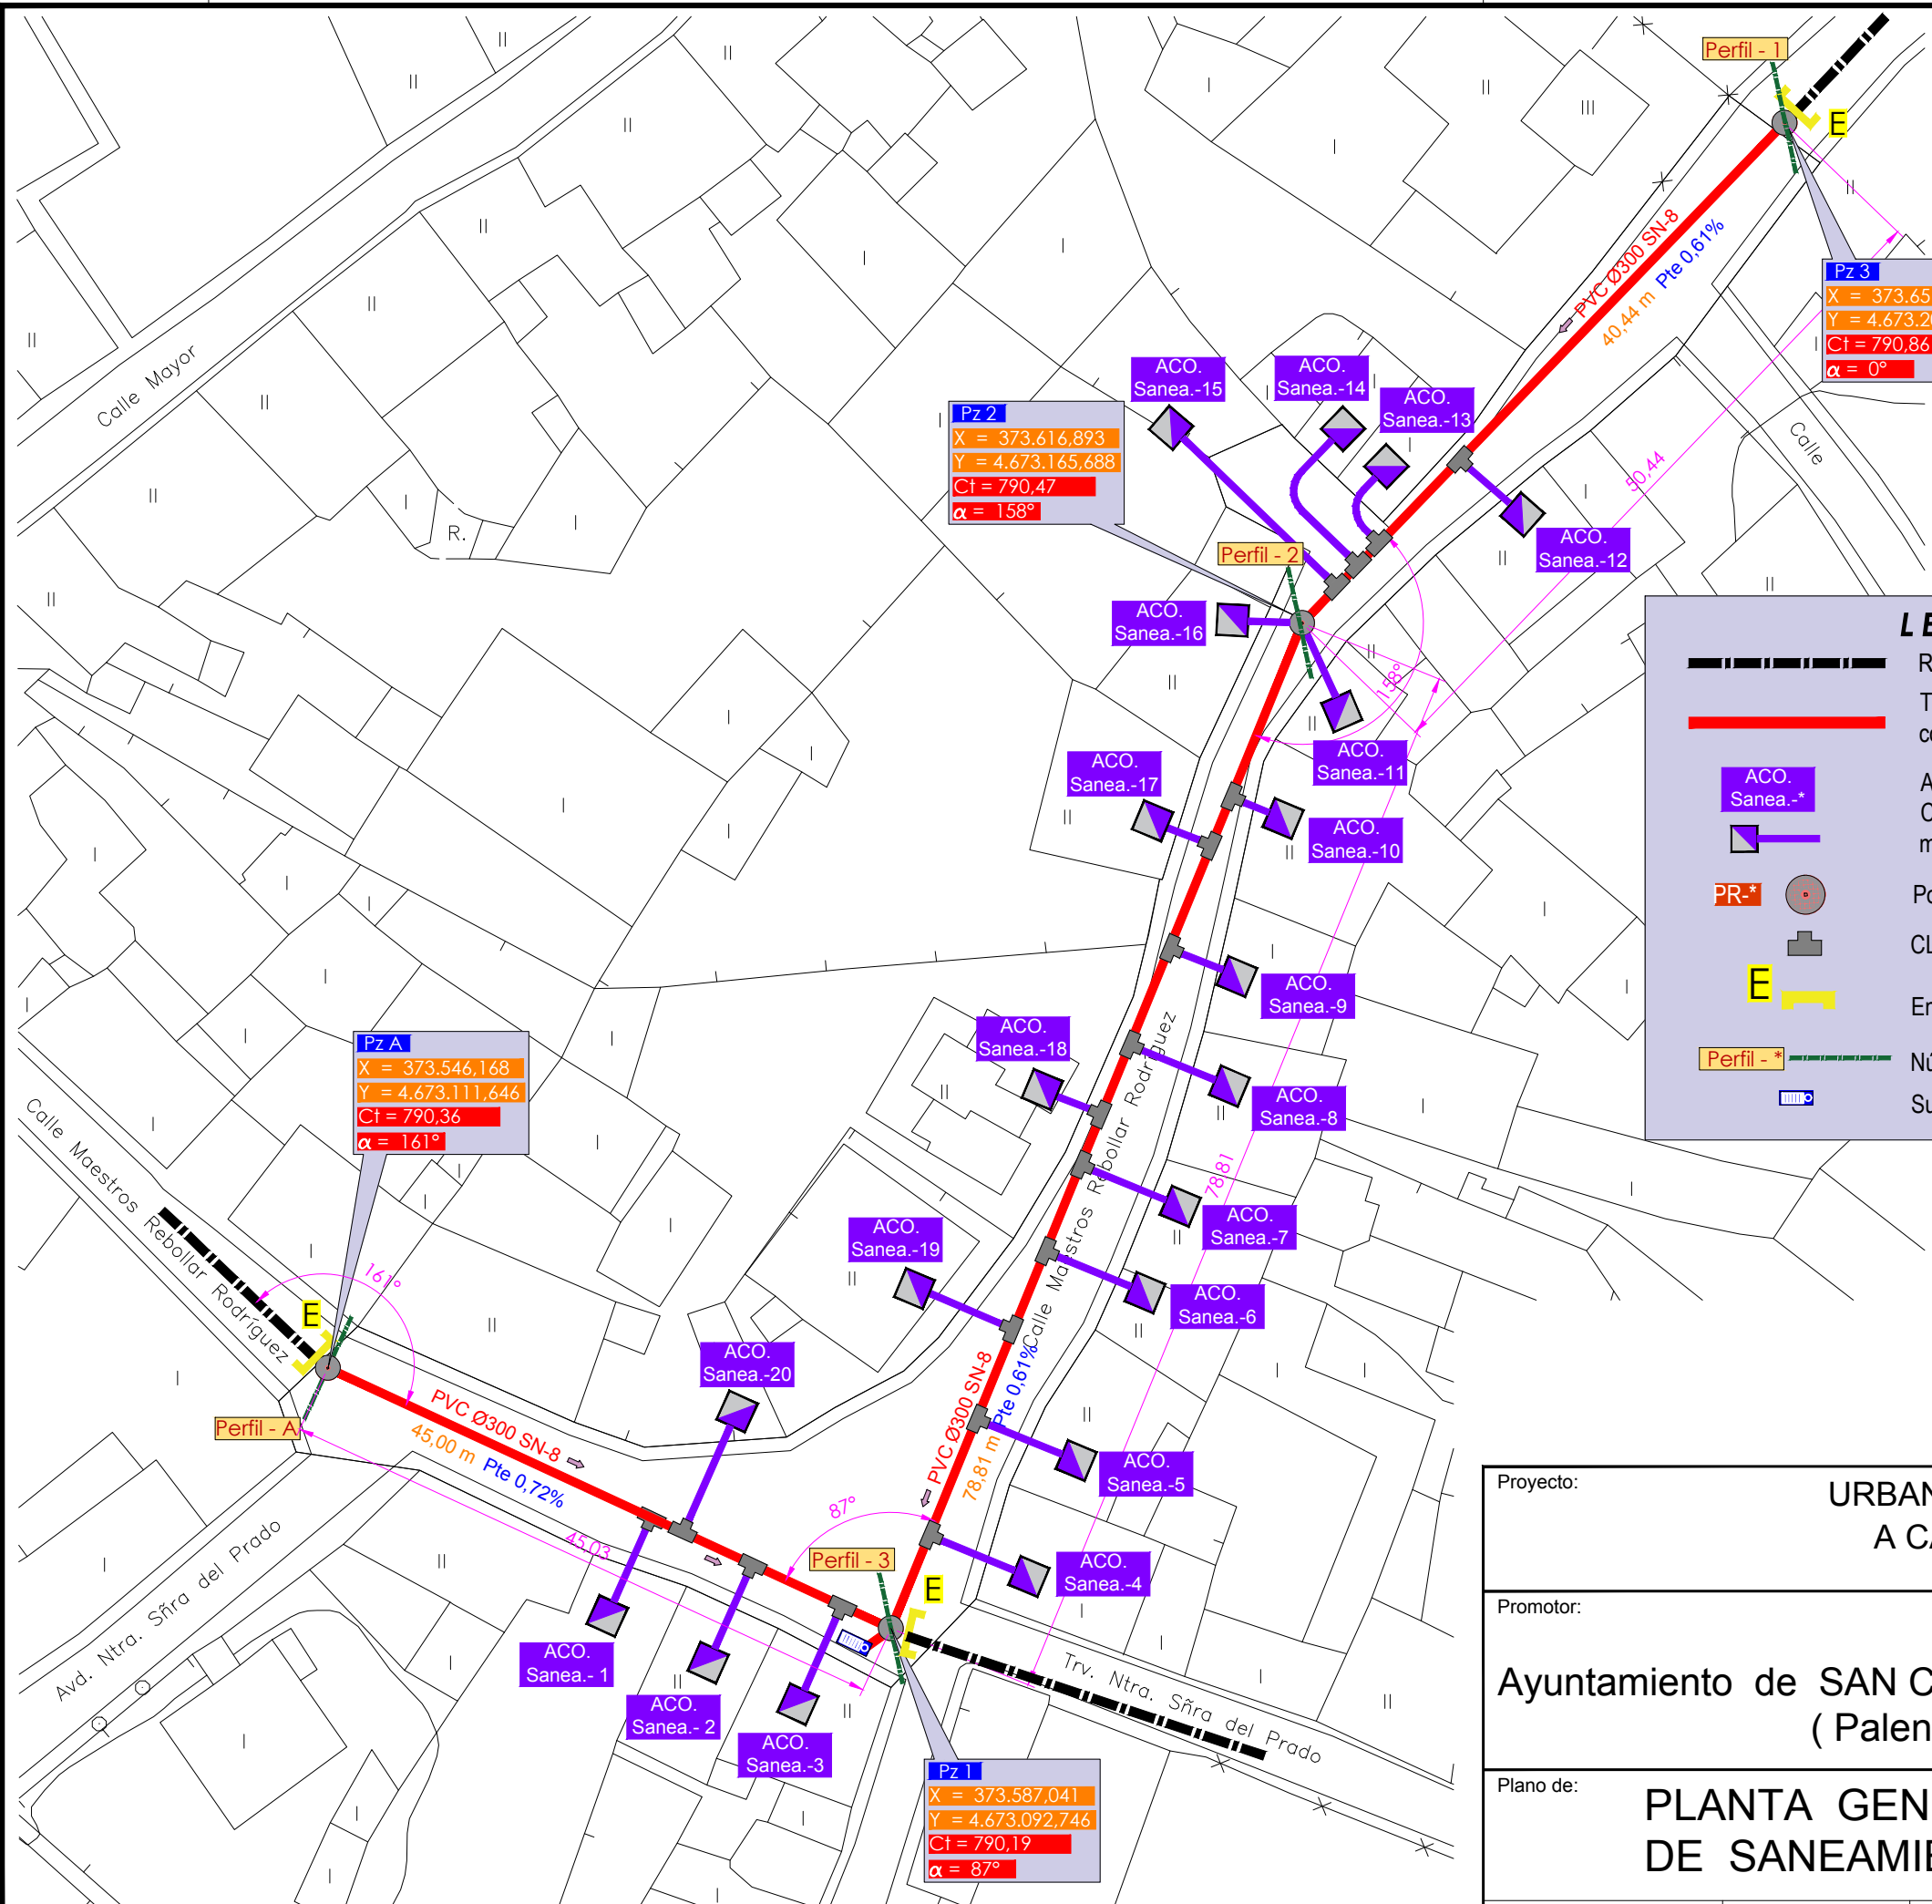 Perfil - 1
E
PVC Ø300 SN-8
40,44 m Pte 0,61%
Pz 3
X = 373.65
Y = 4.673.2
Ct = 790,86
α = 0°
Calle Mayor
ACO.
Sanea.-15
ACO.
Sanea.-14
ACO.
Sanea.-13
Pz 2
X = 373.616,893
Y = 4.673.165,688
Ct = 790,47
α = 158°
Calle
50,44
R.
ACO.
Sanea.-12
Perfil - 2
ACO.
Sanea.-16
158°
ACO.
Sanea.-11
ACO.
Sanea.-17
ACO.
Sanea.-10
L E
R
T
co
ACO.
Sanea.-*
A
C
m
PR-*
Po
CL
E
En
Perfil - *
Nú
Su
ACO.
Sanea.-9
ACO.
Sanea.-18
ACO.
Sanea.-8
Pz A
X = 373.546,168
Y = 4.673.111,646
Ct = 790,36
α = 161°
Calle Maestros Rebollar Rodríguez
Calle Maestros Rebollar Rodríguez
78,81
ACO.
Sanea.-7
ACO.
Sanea.-19
ACO.
Sanea.-6
161°
E
ACO.
Sanea.-20
PVC Ø300 SN-8
78,81 m Pte 0,61%
Perfil - A
PVC Ø300 SN-8
45,00 m Pte 0,72%
ACO.
Sanea.-5
87°
45,03
Perfil - 3
E
ACO.
Sanea.-4
Avd. Ntra. Sñra del Prado
ACO.
Sanea.- 1
ACO.
Sanea.- 2
ACO.
Sanea.-3
Trv. Ntra. Sñra del Prado
Pz 1
X = 373.587,041
Y = 4.673.092,746
Ct = 790,19
α = 87°
Proyecto:
URBAN
A CA
Promotor:
Ayuntamiento de SAN C
( Palen
Plano de:
PLANTA GEN
DE SANEAMIE